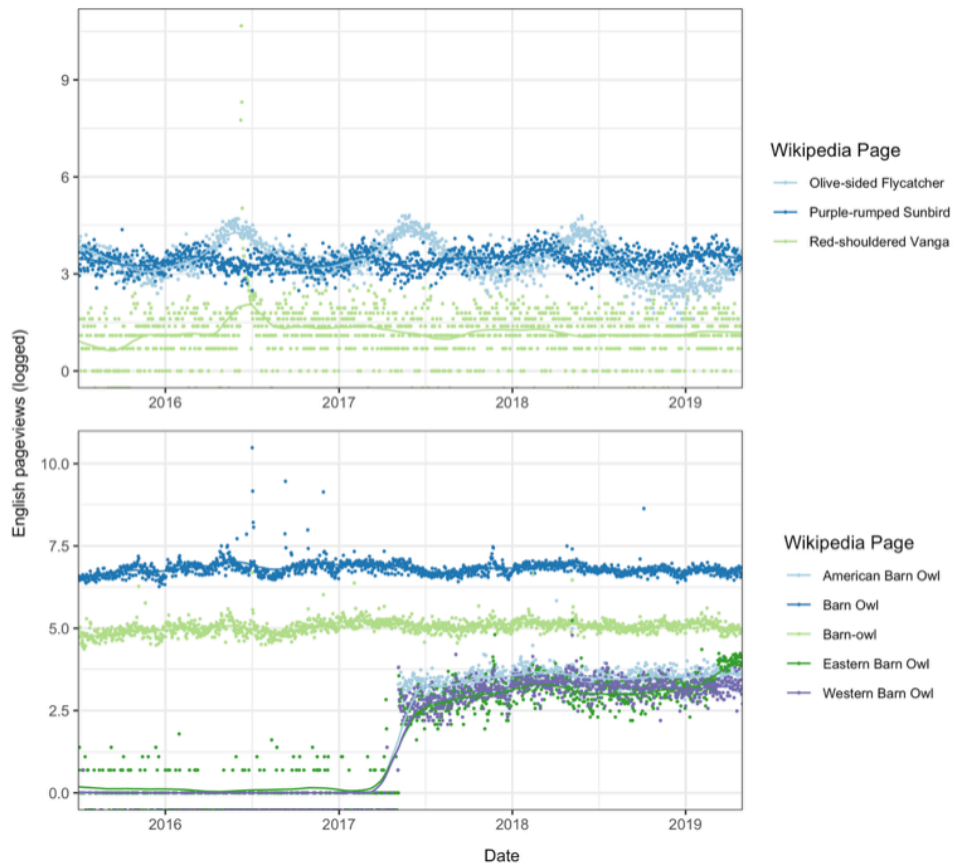 9
6
3
0
2016
2017
2018
2019
Wikipedia Page
Olive-sided Flycatcher
Purple-rumped Sunbird
Red-shouldered Vanga
English pageviews (logged)
10.0
7.5
5.0
2.5
0.0
2016
2017
2018
2019
Date
Wikipedia Page
American Barn Owl
Barn Owl
Barn-owl
Eastern Barn Owl
Western Barn Owl